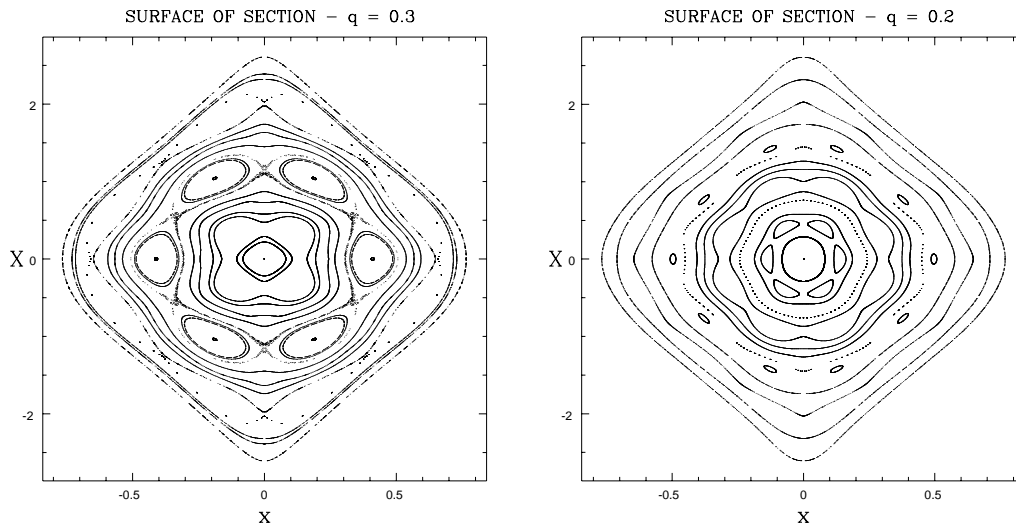 SURFACE OF SECTION – q = 0.3
2
X 0
-2
-0.5 0 0.5
X
SURFACE OF SECTION – q = 0.2
2
X 0
-2
-0.5 0 0.5
X